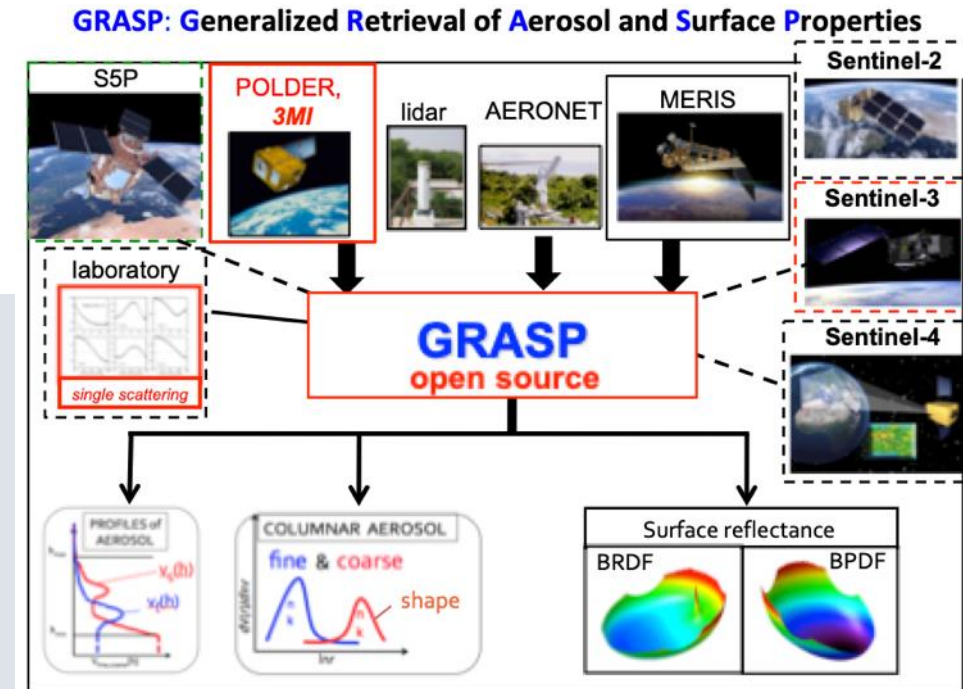 GRASP: Generalized Retrieval of Aerosol and Surface Properties
S5P
POLDER,
3MI
lidar
AERONET
MERIS
Sentinel-2
Sentinel-3
Sentinel-4
laboratory
single scattering
GRASP
open source
PROFILES of
AEROSOL
COLUMNAR AEROSOL
fine & coarse
shape
n
k
n
k
lnr
Surface reflectance
BRDF
BPDF